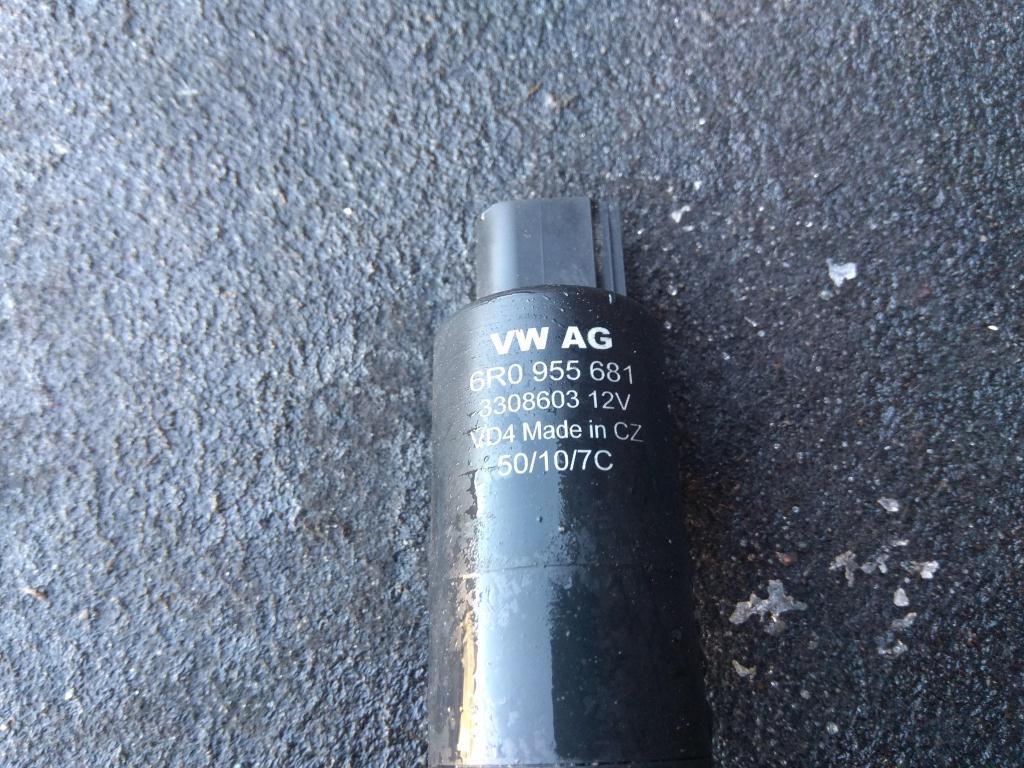 VW AG
6R0 955 681
3308603 12V
VD4 Made in CZ
50/10/7C